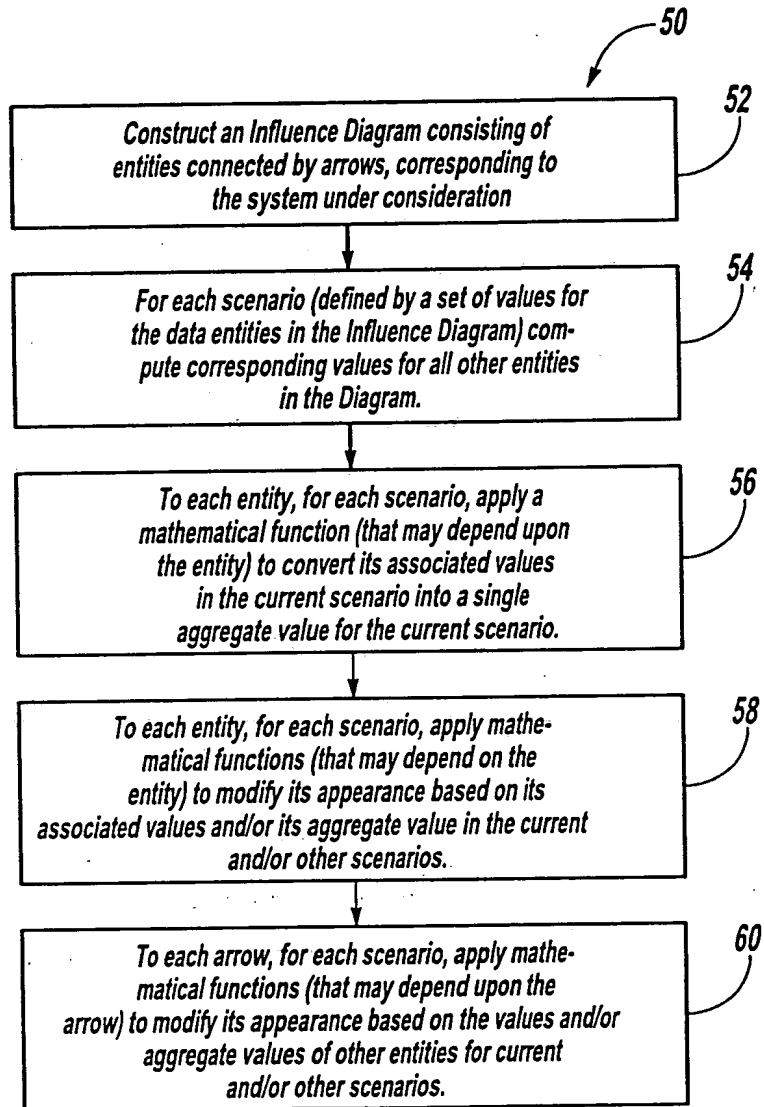 50
52
Construct an Influence Diagram consisting of
entities connected by arrows, corresponding to
the system under consideration
54
For each scenario (defined by a set of values for
the data entities in the Influence Diagram) com-
pute corresponding values for all other entities
in the Diagram.
56
To each entity, for each scenario, apply a
mathematical function (that may depend upon
the entity) to convert its associated values
in the current scenario into a single
aggregate value for the current scenario.
58
To each entity, for each scenario, apply mathe-
matical functions (that may depend on the
entity) to modify its appearance based on its
associated values and/or its aggregate value in the current
and/or other scenarios.
60
To each arrow, for each scenario, apply mathe-
matical functions (that may depend upon the
arrow) to modify its appearance based on the values and/or
aggregate values of other entities for current
and/or other scenarios.